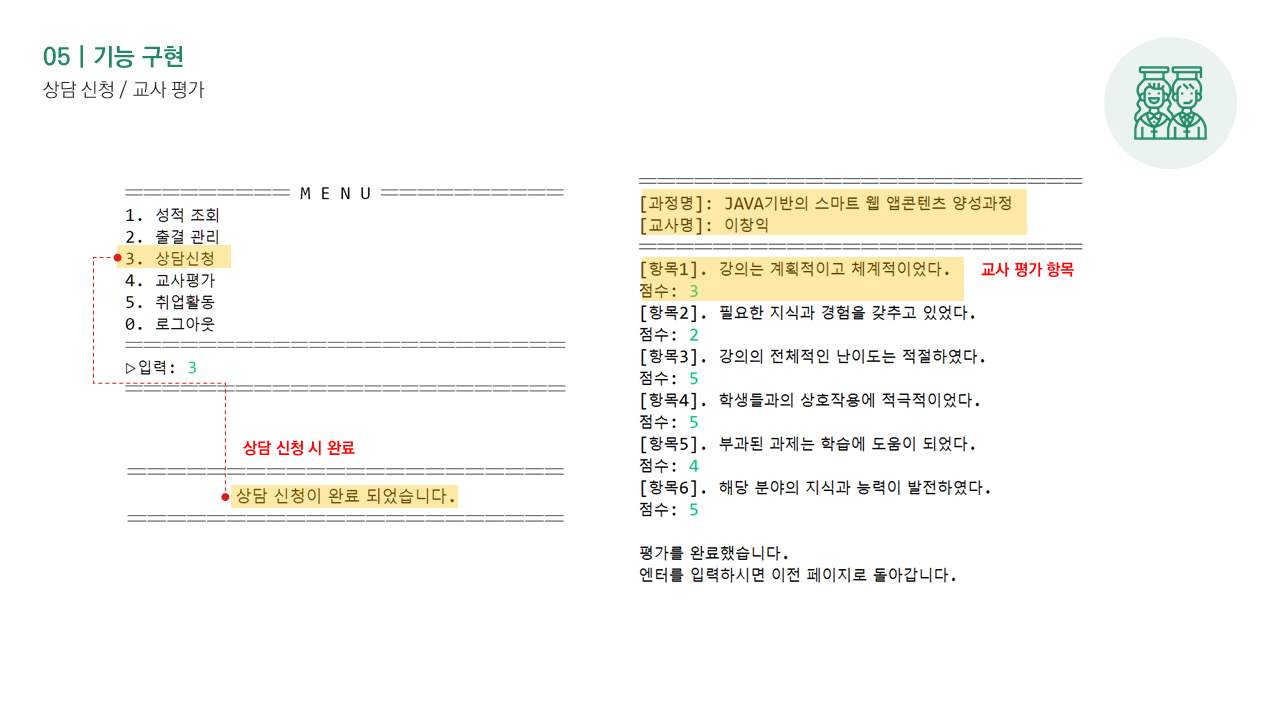 05 | 기능 구현
상담 신청 / 교사 평가
====================== M E N U ======================
1. 성적 조회
2. 출결 관리
3. 상담신청
4. 교사평가
5. 취업활동
0. 로그아웃
================================================
▷입력: 3
================================================
상담 신청 시 완료
================================================
상담 신청이 완료 되었습니다.
================================================
================================================
[과정명]: JAVA기반의 스마트 웹 앱콘텐츠 양성과정
[교사명]: 이창익
================================================
[항목1]. 강의는 계획적이고 체계적이었다.
교사 평가 항목
점수: 3
[항목2]. 필요한 지식과 경험을 갖추고 있었다.
점수: 2
[항목3]. 강의의 전체적인 난이도는 적절하였다.
점수: 5
[항목4]. 학생들과의 상호작용에 적극적이었다.
점수: 5
[항목5]. 부과된 과제는 학습에 도움이 되었다.
점수: 4
[항목6]. 해당 분야의 지식과 능력이 발전하였다.
점수: 5
평가를 완료했습니다.
엔터를 입력하시면 이전 페이지로 돌아갑니다.